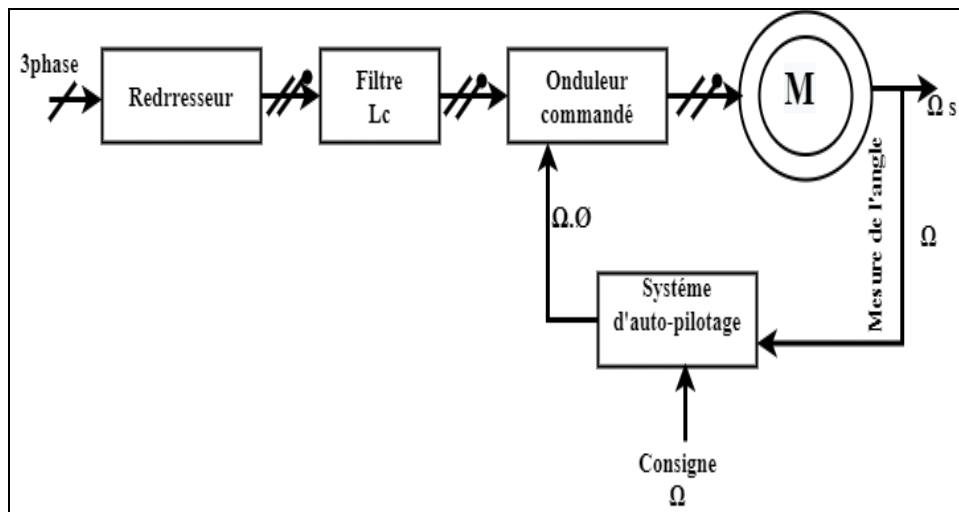 3phase
Redrresseur
Filtre
Lc
Onduleur
commandé
M
Ω s
Mesure de l'angle
Ω
Ω.Ø
Systéme
d'auto-pilotage
Consigne
Ω